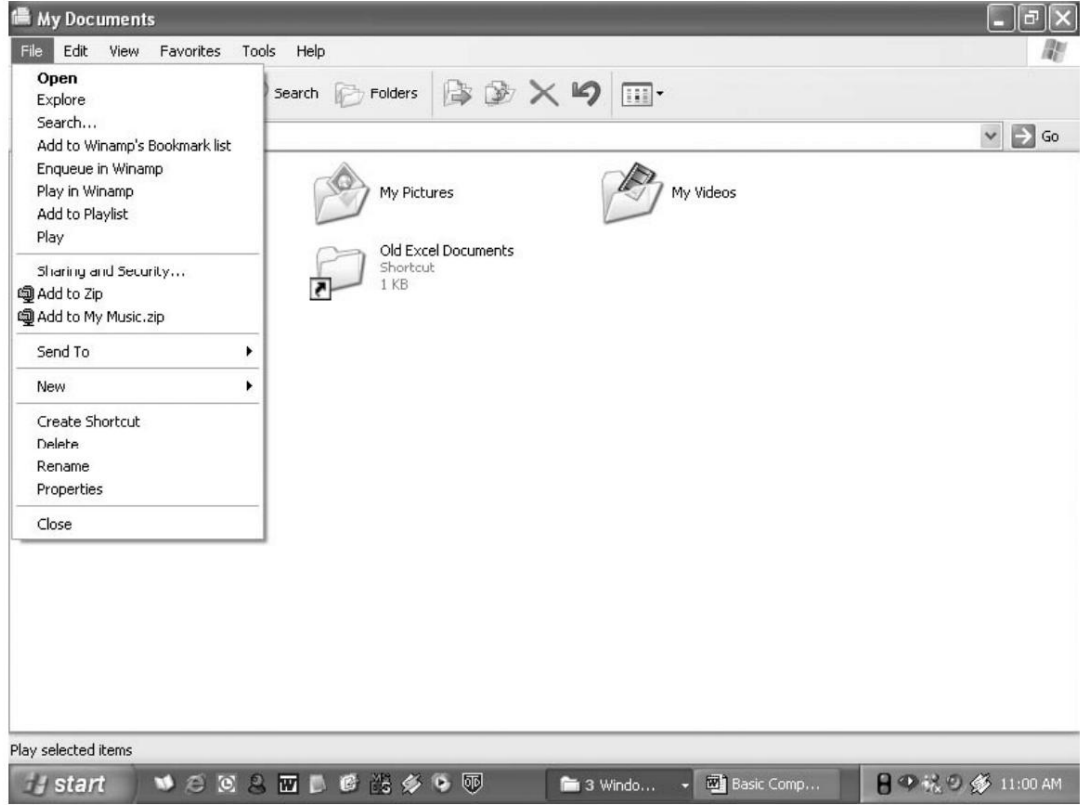 My Documents
File Edit View Favorites Tools Help
Open
Explore
Search...
Add to Winamp's Bookmark list
Enqueue in Winamp
Play in Winamp
Add to Playlist
Play
Sharing and Security...
Add to Zip
Add to My Music.zip
Send To
New
Create Shortcut
Delete
Rename
Properties
Close
Search Folders
Go
My Pictures
My Videos
Old Excel Documents
Shortcut
1 KB
Play selected items
start 3 Windo... Basic Comp... 11:00 AM